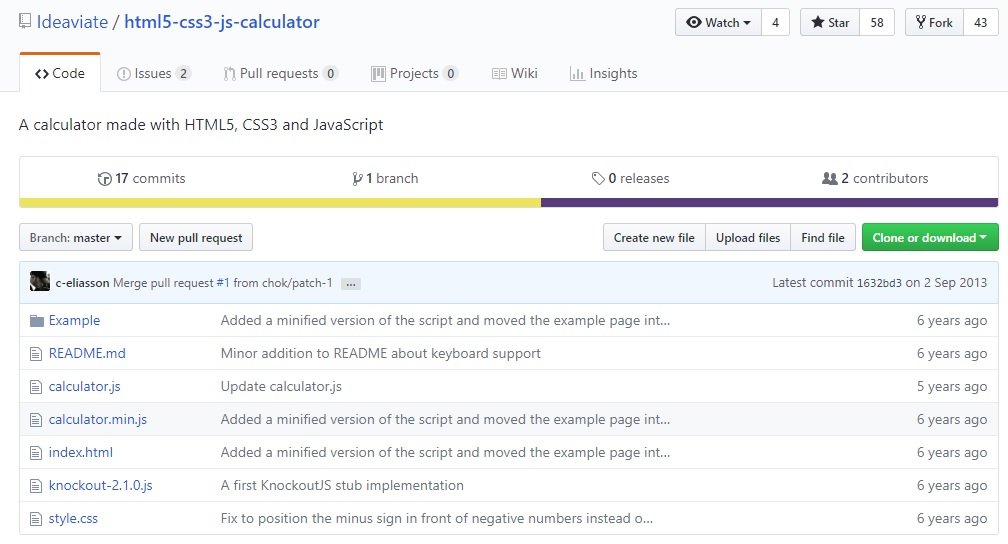 Ideaviate / html5-css3-js-calculator Watch 4 Star 58 Fork 43
Code Issues 2 Pull requests 0 Projects 0 Wiki Insights
A calculator made with HTML5, CSS3 and JavaScript
17 commits 1 branch 0 releases 2 contributors
Branch: master New pull request Create new file Upload files Find file Clone or download
c-eliasson Merge pull request #1 from chok/patch-1 ... Latest commit 1632bd3 on 2 Sep 2013
Example Added a minified version of the script and moved the example page int... 6 years ago
README.md Minor addition to README about keyboard support 6 years ago
calculator.js Update calculator.js 5 years ago
calculator.min.js Added a minified version of the script and moved the example page int... 6 years ago
index.html Added a minified version of the script and moved the example page int... 6 years ago
knockout-2.1.0.js A first KnockoutJS stub implementation 6 years ago
style.css Fix to position the minus sign in front of negative numbers instead o... 6 years ago